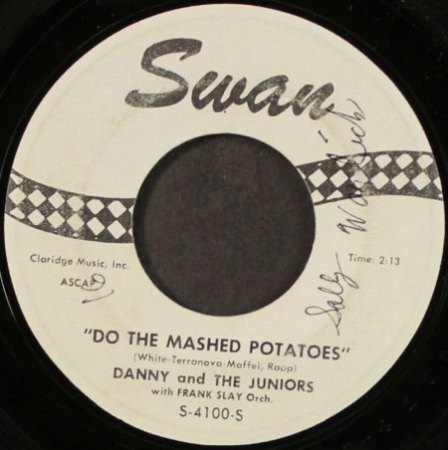 Swan
Claridge Music, Inc.
ASCAP
Time: 2:13
Sally
"DO THE MASHED POTATOES"
(White-Terranova-Maffei, Rapp)
DANNY and THE JUNIORS
with FRANK SLAY Orch.
S-4100-S